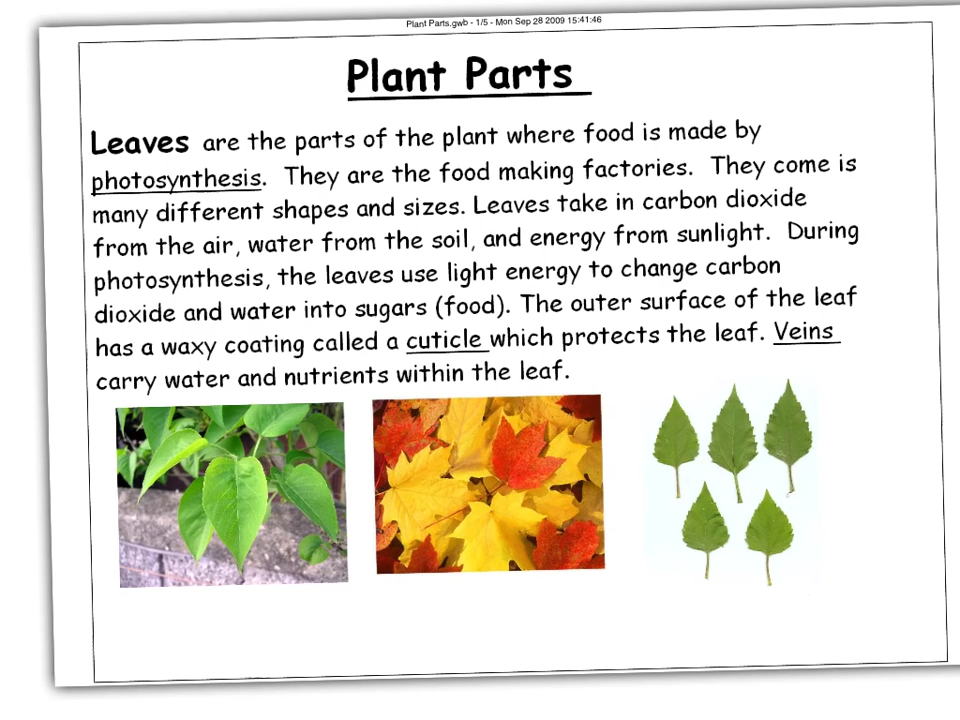 Plant Parts.gwb - 1/5 - Mon Sep 28 2009 15:41:46
Plant Parts
Leaves are the parts of the plant where food is made by
photosynthesis. They are the food making factories. They come is
many different shapes and sizes. Leaves take in carbon dioxide
from the air, water from the soil, and energy from sunlight. During
photosynthesis, the leaves use light energy to change carbon
dioxide and water into sugars (food). The outer surface of the leaf
has a waxy coating called a cuticle which protects the leaf. Veins
carry water and nutrients within the leaf.